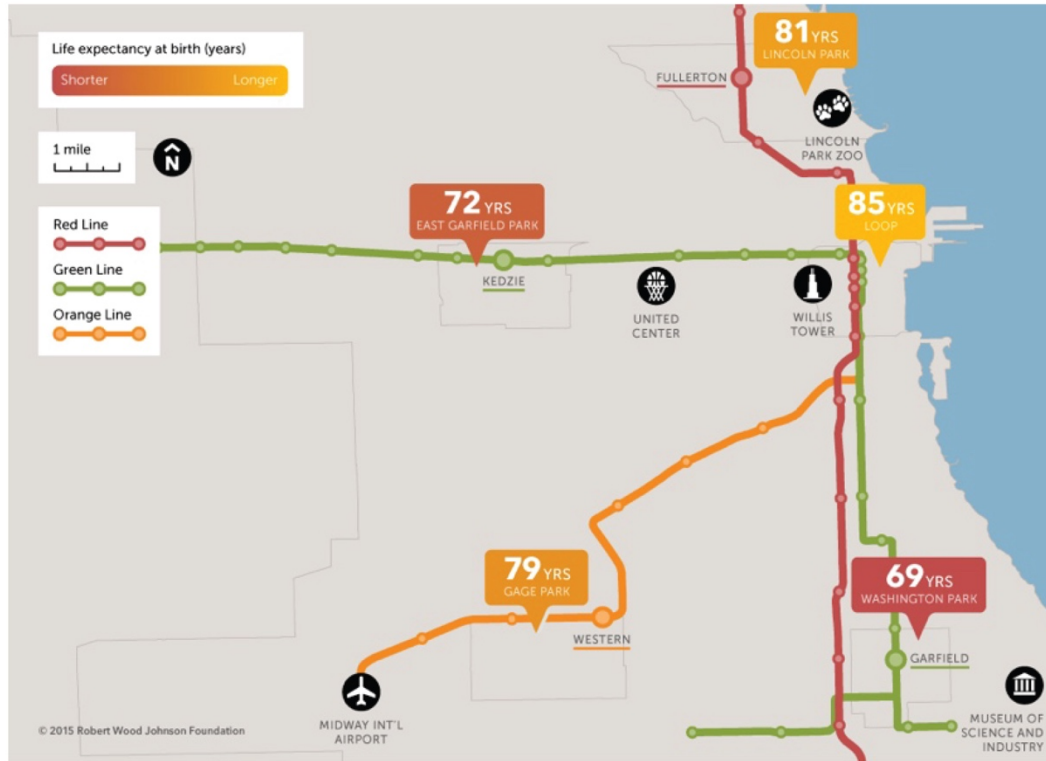 Life expectancy at birth (years)
Shorter Longer
1 mile
N
Red Line
Green Line
Orange Line
81 YRS
LINCOLN PARK
FULLERTON
LINCOLN
PARK ZOO
72 YRS
EAST GARFIELD PARK
KEDZIE
85 YRS
LOOP
UNITED
CENTER
WILLIS
TOWER
79 YRS
GAGE PARK
WESTERN
69 YRS
WASHINGTON PARK
GARFIELD
MIDWAY INT'L
AIRPORT
MUSEUM OF
SCIENCE AND
INDUSTRY
© 2015 Robert Wood Johnson Foundation